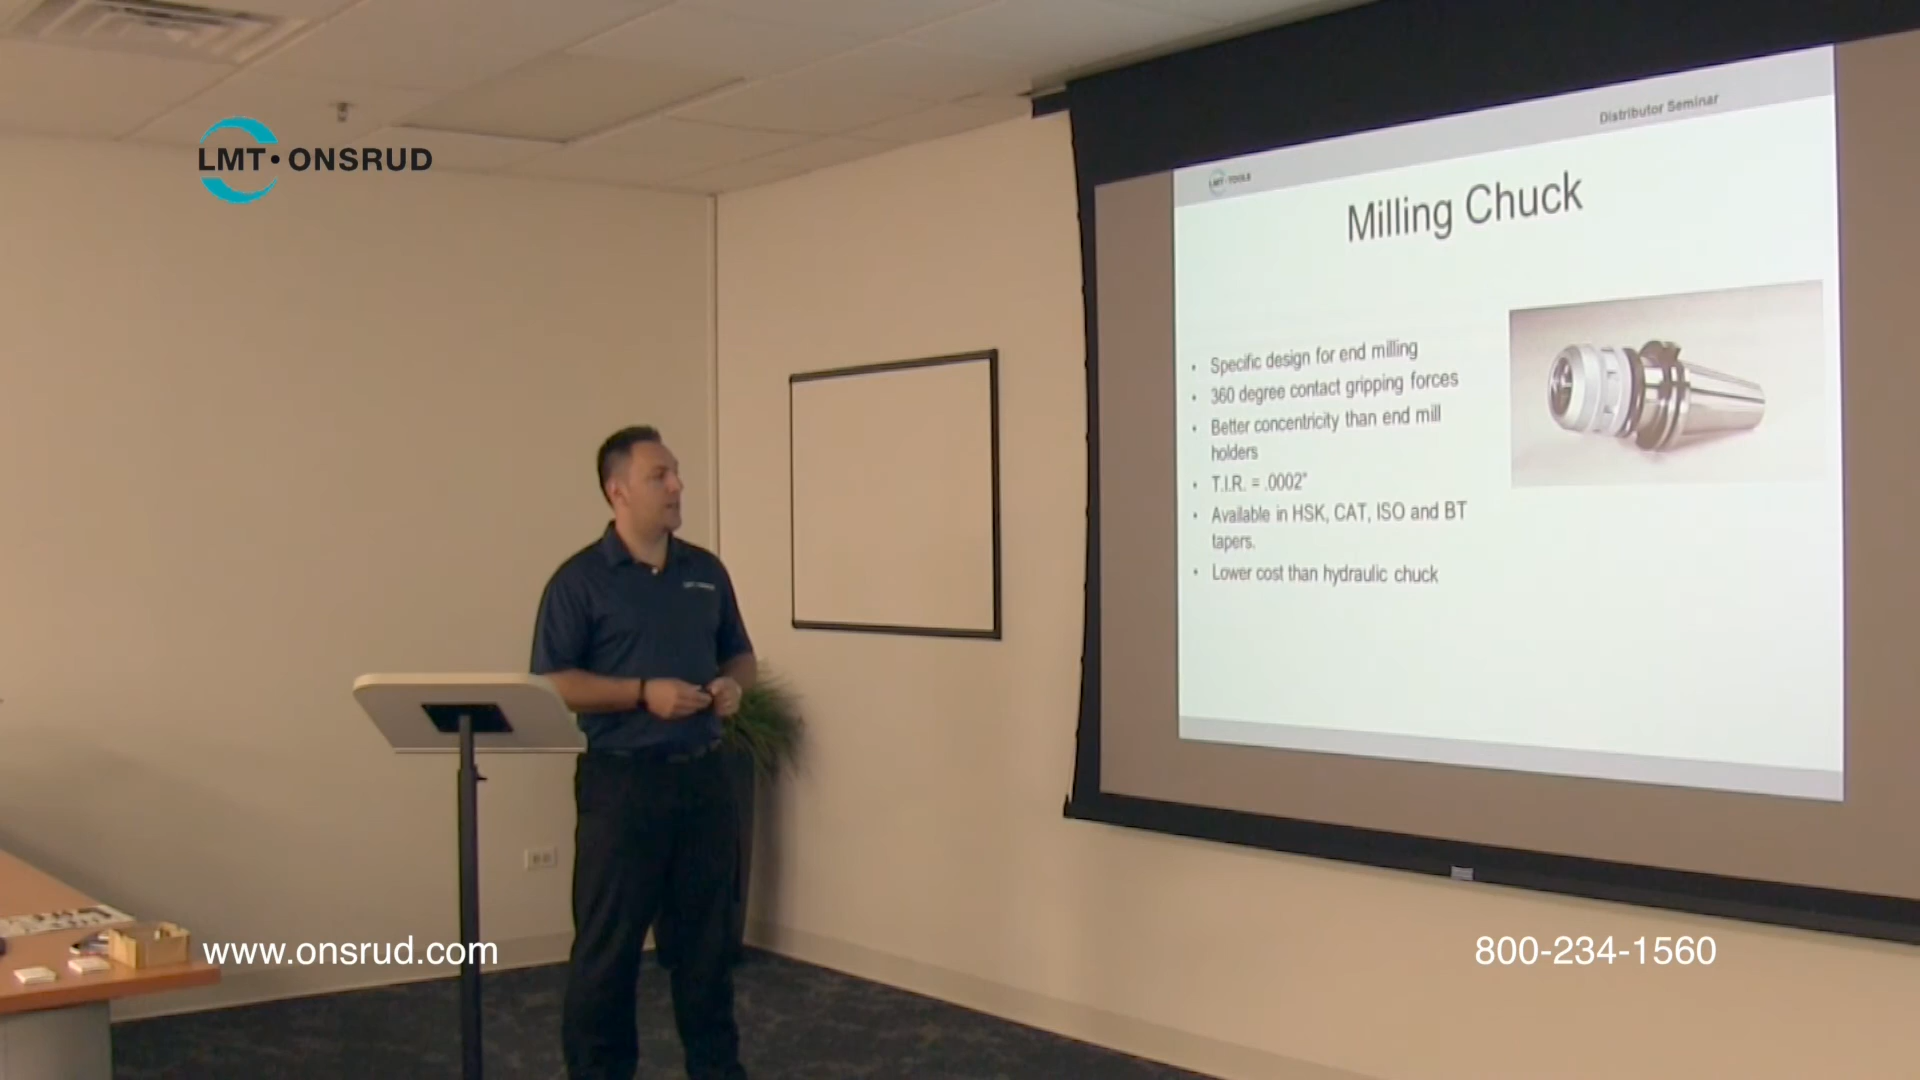 LMT • ONSRUD
Distributor Seminar
LMT • TOOLS
Milling Chuck
• Specific design for end milling
• 360 degree contact gripping forces
• Better concentricity than end mill
holders
• T.I.R. = .0002"
• Available in HSK, CAT, ISO and BT
tapers.
• Lower cost than hydraulic chuck
www.onsrud.com
800-234-1560